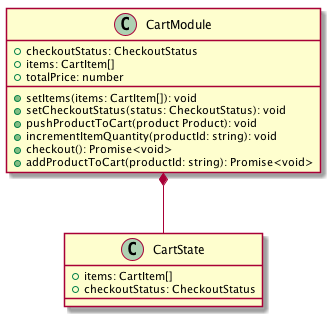 C CartModule
checkoutStatus: CheckoutStatus
items: CartItem[]
totalPrice: number
setItems(items: CartItem[]): void
setCheckoutStatus(status: CheckoutStatus): void
pushProductToCart(product Product): void
incrementItemQuantity(productId: string): void
checkout(): Promise<void>
addProductToCart(productId: string): Promise<void>
C CartState
items: CartItem[]
checkoutStatus: CheckoutStatus